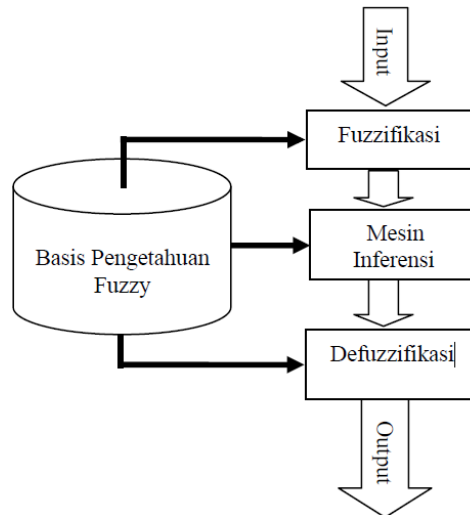 Input
Fuzzifikasi
Basis Pengetahuan
Fuzzy
Mesin
Inferensi
Defuzzifikasi
Output